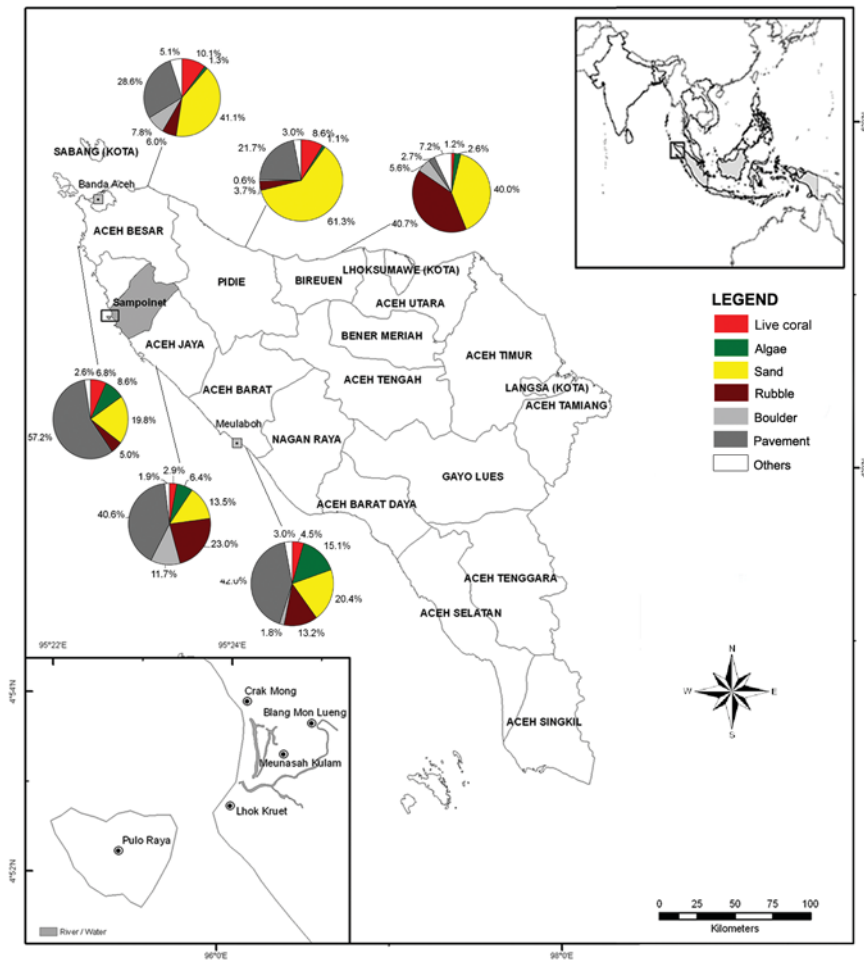 5.1%
10.1%
1.3%
28.6%
41.1%
7.8%
6.0%
3.0%
8.6%
1.1%
21.7%
0.6%
3.7%
61.3%
7.2%
1.2%
2.7%
2.6%
5.6%
40.0%
40.7%
SABANG (KOTA)
Banda Aceh
ACEH BESAR
PIDIE
BIREUEN
LHOKSUMAWE (KOTA)
ACEH UTARA
Sampoinet
ACEH JAYA
BENER MERIAH
ACEH TIMUR
ACEH BARAT
ACEH TENGAH
LANGSA (KOTA)
ACEH TAMIANG
Meulaboh
NAGAN RAYA
GAYO LUES
ACEH BARAT DAYA
ACEH TENGGARA
ACEH SELATAN
ACEH SINGKIL
LEGEND
Live coral
Algae
Sand
Rubble
Boulder
Pavement
Others
2.6%
6.8%
8.6%
19.8%
57.2%
5.0%
1.9%
2.9%
6.4%
40.6%
13.5%
23.0%
11.7%
3.0%
4.5%
15.1%
20.4%
1.8%
13.2%
95°22'E
95°24'E
4°54'N
4°52'N
Crak Mong
Blang Mon Lueng
Meunasah Kulam
Lhok Kruet
Pulo Raya
River / Water
N
W
E
S
0 25 50 75 100
Kilometers
96°0'E
98°0'E